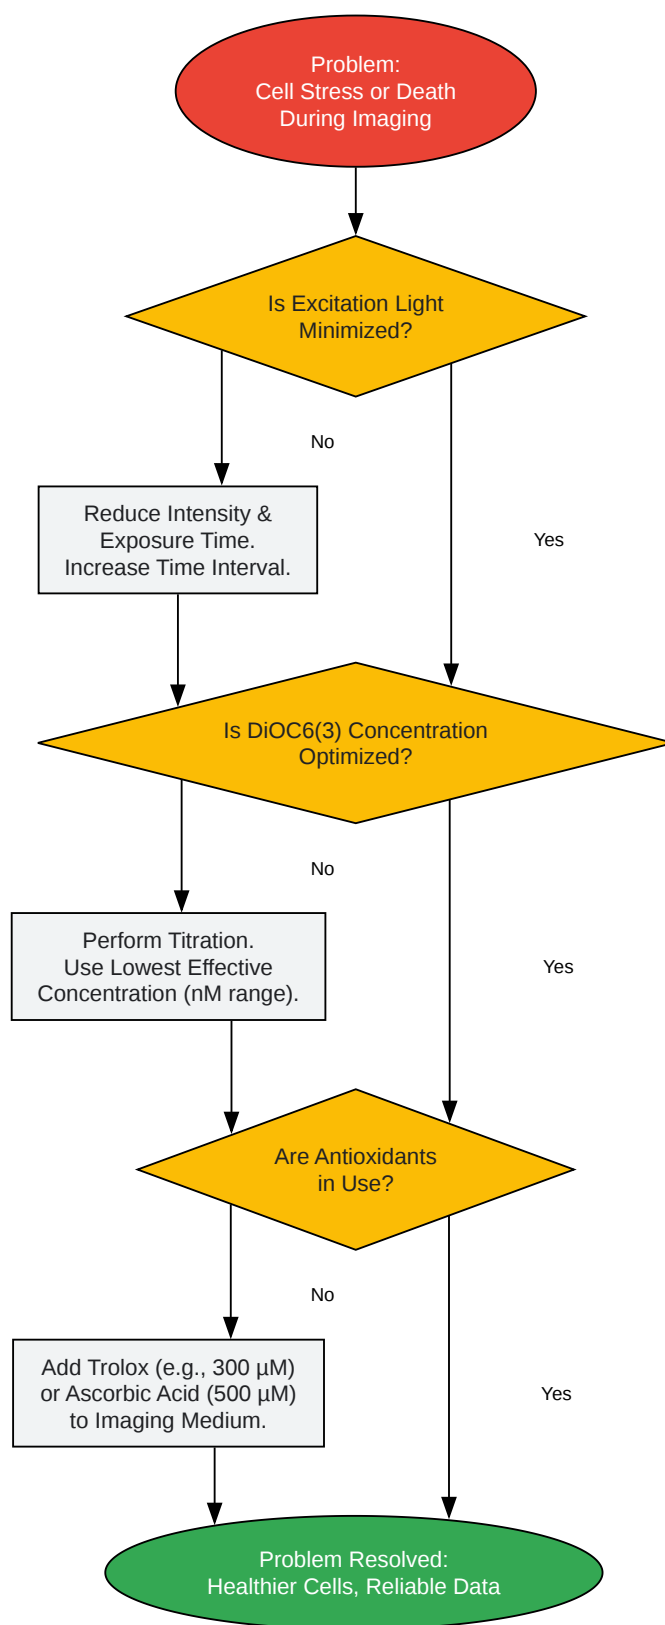 Problem:
Cell Stress or Death
During Imaging
Is Excitation Light
Minimized?
No
Yes
Reduce Intensity &
Exposure Time.
Increase Time Interval.
Is DiOC6(3) Concentration
Optimized?
No
Yes
Perform Titration.
Use Lowest Effective
Concentration (nM range).
Are Antioxidants
in Use?
No
Yes
Add Trolox (e.g., 300 µM)
or Ascorbic Acid (500 µM)
to Imaging Medium.
Problem Resolved:
Healthier Cells, Reliable Data